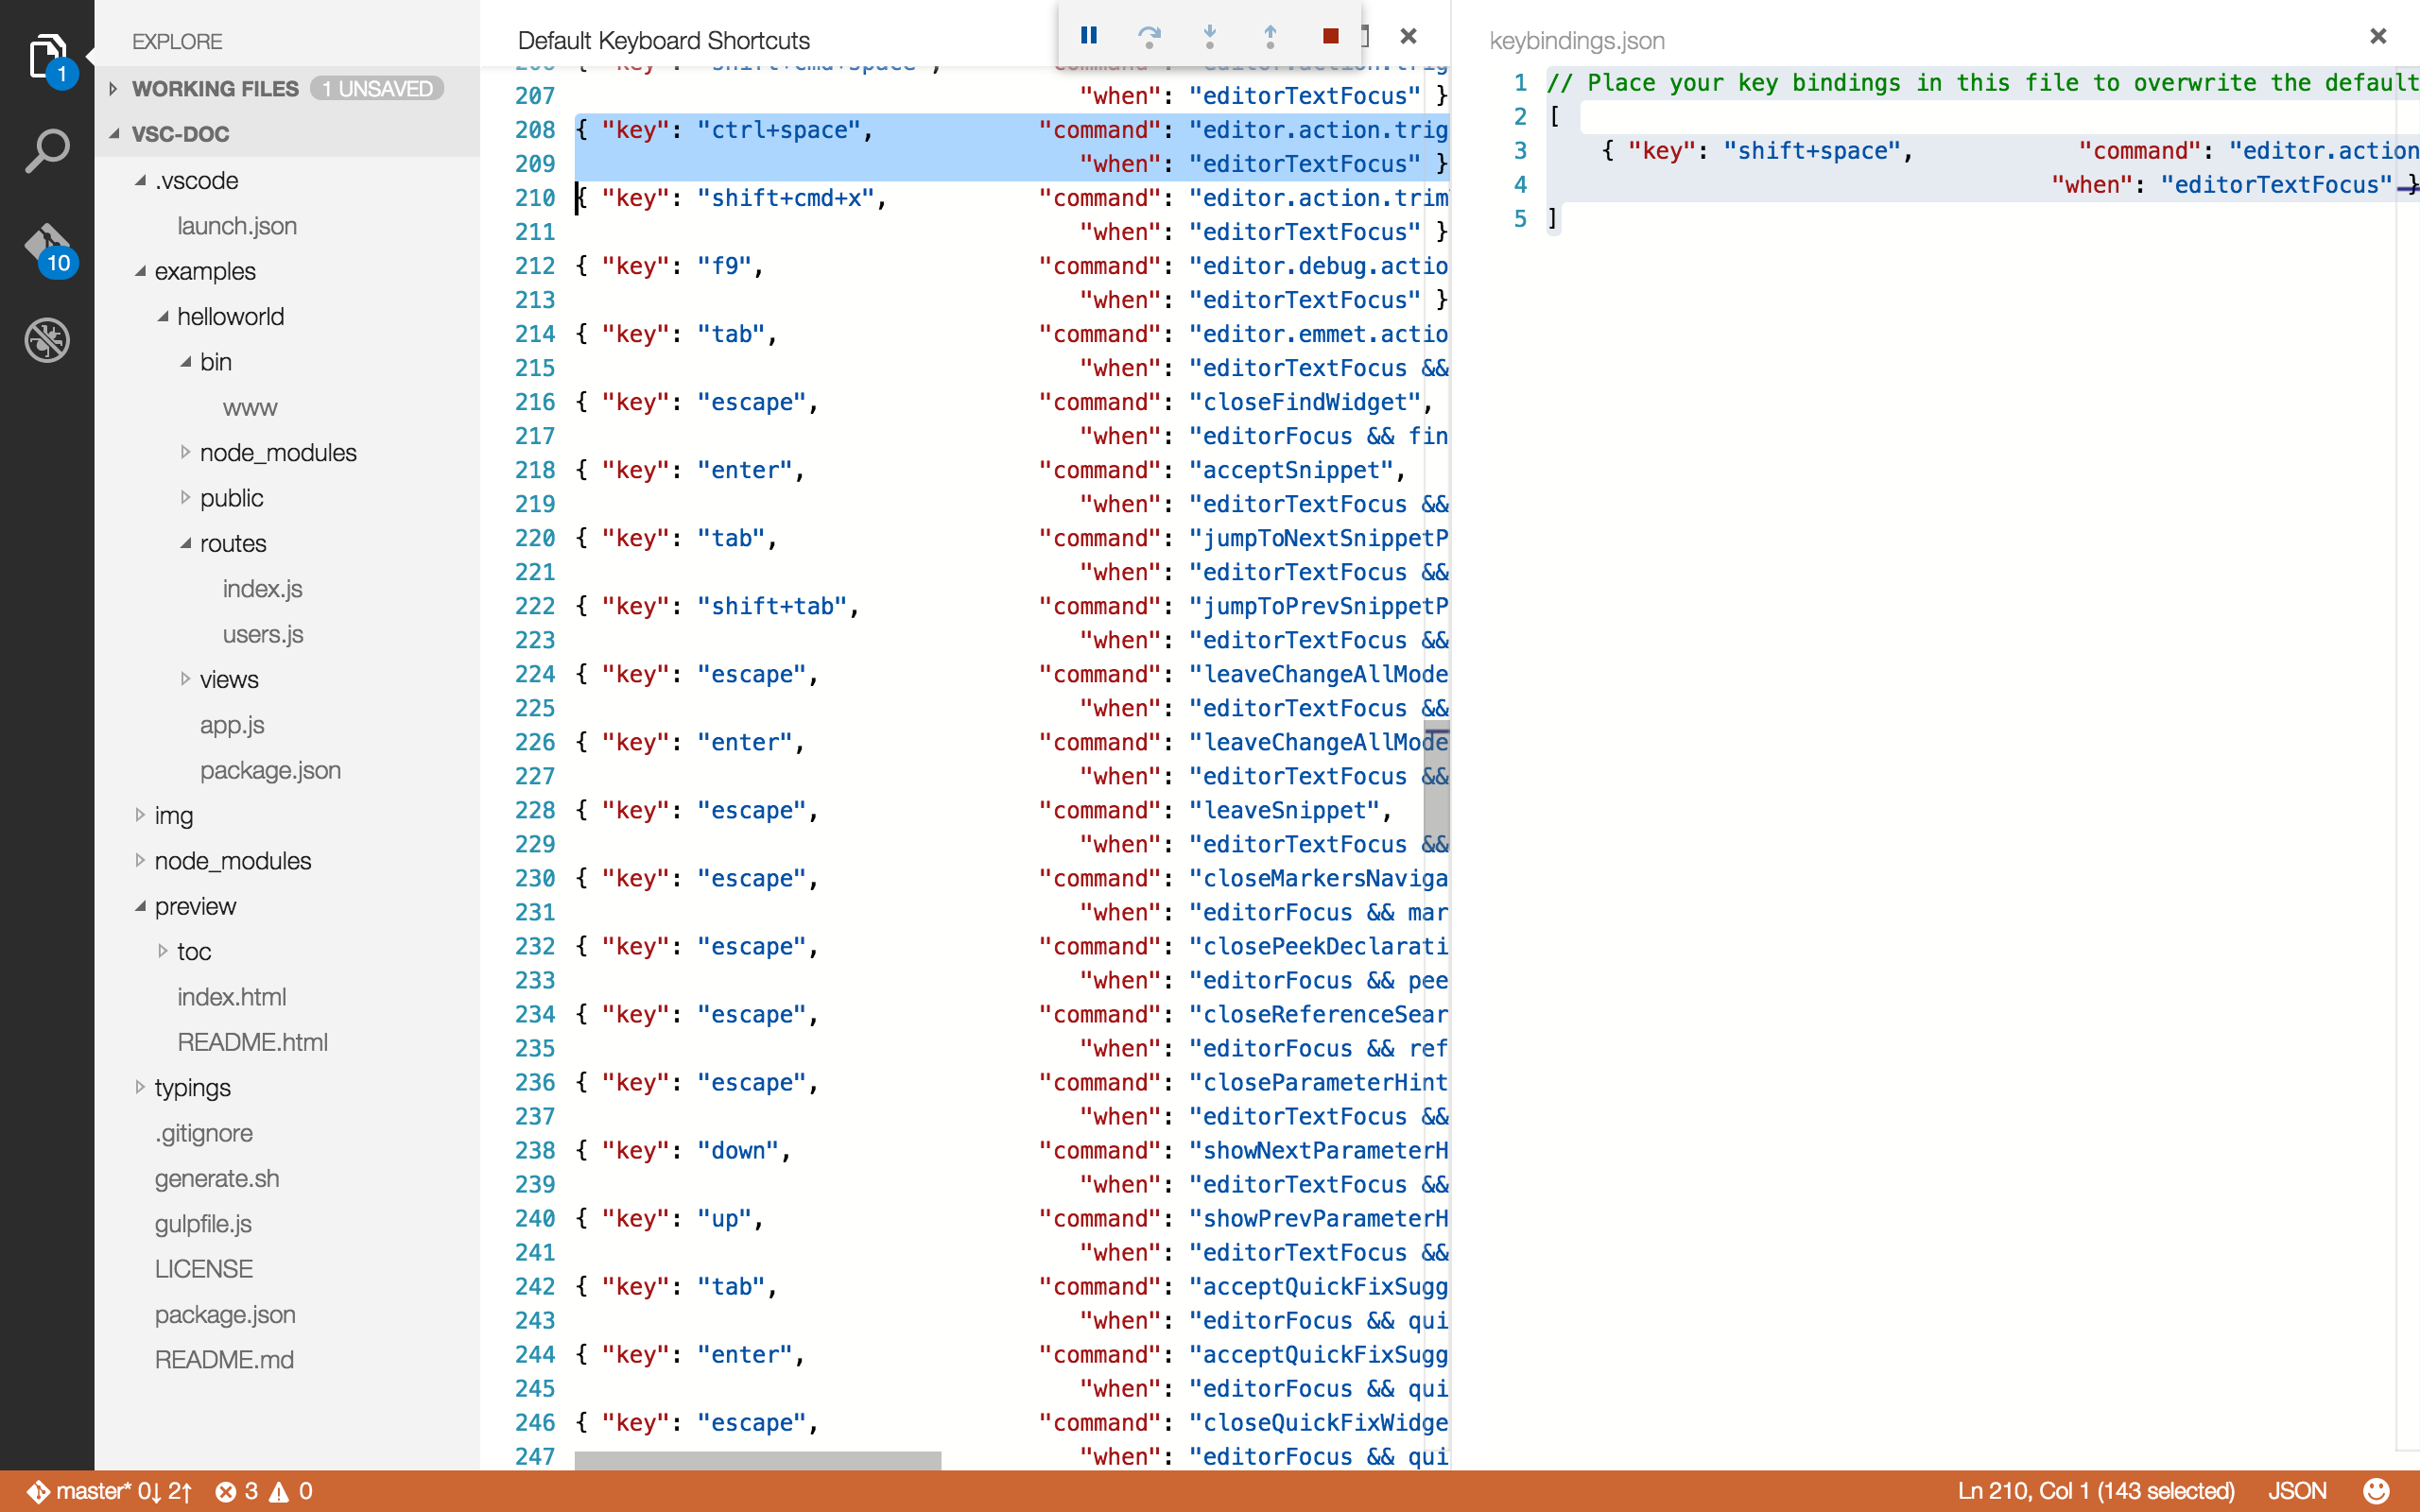 EXPLORE
WORKING FILES 1 UNSAVED
VSC-DOC
.vscode
launch.json
examples
helloworld
bin
www
node_modules
public
routes
index.js
users.js
views
app.js
package.json
img
node_modules
preview
toc
index.html
README.html
typings
.gitignore
generate.sh
gulpfile.js
LICENSE
package.json
README.md
1
10
Default Keyboard Shortcuts
207 "when": "editorTextFocus" }
208 { "key": "ctrl+space", "command": "editor.action.trig
209 "when": "editorTextFocus" }
210 { "key": "shift+cmd+x", "command": "editor.action.trim
211 "when": "editorTextFocus" }
212 { "key": "f9", "command": "editor.debug.actio
213 "when": "editorTextFocus" }
214 { "key": "tab", "command": "editor.emmet.actio
215 "when": "editorTextFocus &&
216 { "key": "escape", "command": "closeFindWidget",
217 "when": "editorFocus && fin
218 { "key": "enter", "command": "acceptSnippet",
219 "when": "editorTextFocus &&
220 { "key": "tab", "command": "jumpToNextSnippetP
221 "when": "editorTextFocus &&
222 { "key": "shift+tab", "command": "jumpToPrevSnippetP
223 "when": "editorTextFocus &&
224 { "key": "escape", "command": "leaveChangeAllMode
225 "when": "editorTextFocus &&
226 { "key": "enter", "command": "leaveChangeAllMode
227 "when": "editorTextFocus &&
228 { "key": "escape", "command": "leaveSnippet",
229 "when": "editorTextFocus &&
230 { "key": "escape", "command": "closeMarkersNaviga
231 "when": "editorFocus && mar
232 { "key": "escape", "command": "closePeekDeclarati
233 "when": "editorFocus && pee
234 { "key": "escape", "command": "closeReferenceSear
235 "when": "editorFocus && ref
236 { "key": "escape", "command": "closeParameterHint
237 "when": "editorTextFocus &&
238 { "key": "down", "command": "showNextParameterH
239 "when": "editorTextFocus &&
240 { "key": "up", "command": "showPrevParameterH
241 "when": "editorTextFocus &&
242 { "key": "tab", "command": "acceptQuickFixSugg
243 "when": "editorFocus && qui
244 { "key": "enter", "command": "acceptQuickFixSugg
245 "when": "editorFocus && qui
246 { "key": "escape", "command": "closeQuickFixWidge
247 "when": "editorFocus && qui
keybindings.json
1 // Place your key bindings in this file to overwrite the default
2 [
3 { "key": "shift+space", "command": "editor.action
4 "when": "editorTextFocus" }
5 ]
master* 0↓ 2↑ 3 0
Ln 210, Col 1 (143 selected) JSON